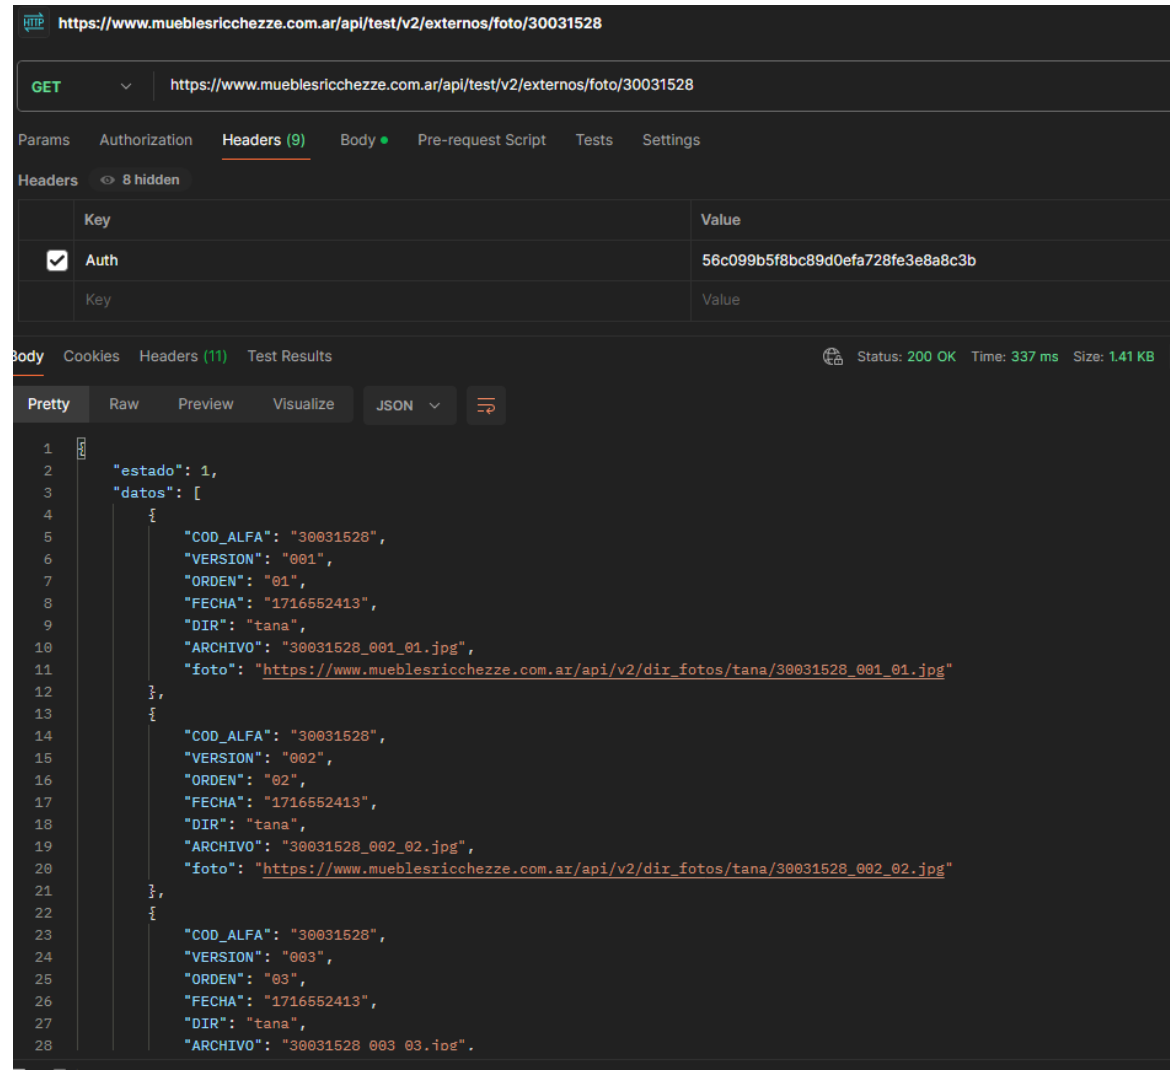 HTTP https://www.mueblesricchezze.com.ar/api/test/v2/externos/foto/30031528
GET https://www.mueblesricchezze.com.ar/api/test/v2/externos/foto/30031528
Params Authorization Headers (9) Body Pre-request Script Tests Settings
Headers 8 hidden
Key Value
Auth 56c099b5f8bc89d0efa728fe3e8a8c3b
Key Value
Body Cookies Headers (11) Test Results Status: 200 OK Time: 337 ms Size: 1.41 KB
Pretty Raw Preview Visualize JSON
1 {
2 "estado": 1,
3 "datos": [
4 {
5 "COD_ALFA": "30031528",
6 "VERSION": "001",
7 "ORDEN": "01",
8 "FECHA": "1716552413",
9 "DIR": "tana",
10 "ARCHIVO": "30031528_001_01.jpg",
11 "foto": "https://www.mueblesricchezze.com.ar/api/v2/dir_fotos/tana/30031528_001_01.jpg"
12 },
13 {
14 "COD_ALFA": "30031528",
15 "VERSION": "002",
16 "ORDEN": "02",
17 "FECHA": "1716552413",
18 "DIR": "tana",
19 "ARCHIVO": "30031528_002_02.jpg",
20 "foto": "https://www.mueblesricchezze.com.ar/api/v2/dir_fotos/tana/30031528_002_02.jpg"
21 },
22 {
23 "COD_ALFA": "30031528",
24 "VERSION": "003",
25 "ORDEN": "03",
26 "FECHA": "1716552413",
27 "DIR": "tana",
28 "ARCHIVO": "30031528_003_03.jpg",